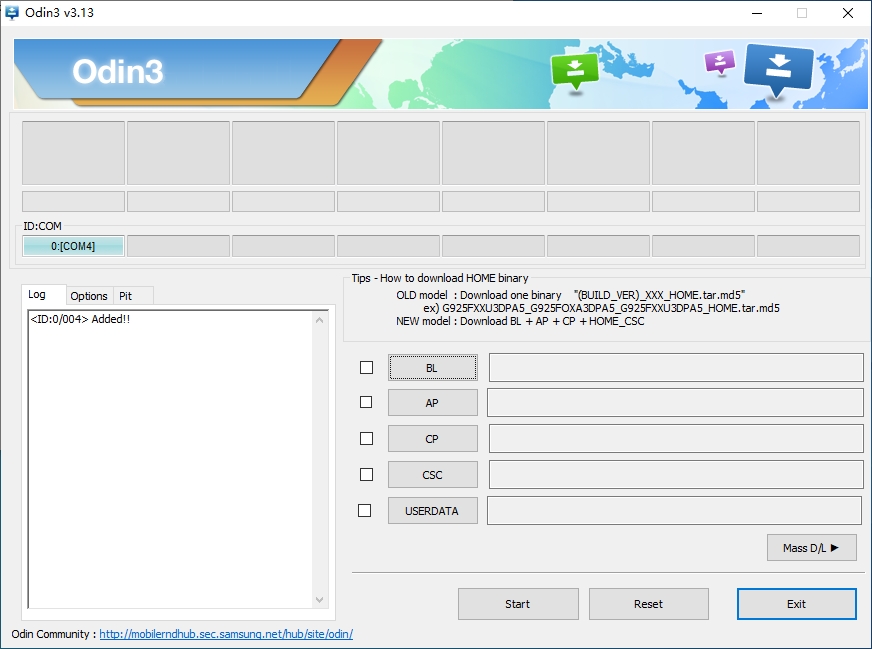 Odin3 v3.13
Odin3
ID:COM
0:[COM4]
Log
Options
Pit
<ID:0/004> Added!!
Tips - How to download HOME binary
OLD model : Download one binary "(BUILD_VER)_XXX_HOME.tar.md5"
ex) G925FXXU3DPA5_G925FOXA3DPA5_G925FXXU3DPA5_HOME.tar.md5
NEW model : Download BL + AP + CP + HOME_CSC
BL
AP
CP
CSC
USERDATA
Mass D/L ►
Start
Reset
Exit
Odin Community : http://mobilerndhub.sec.samsung.net/hub/site/odin/